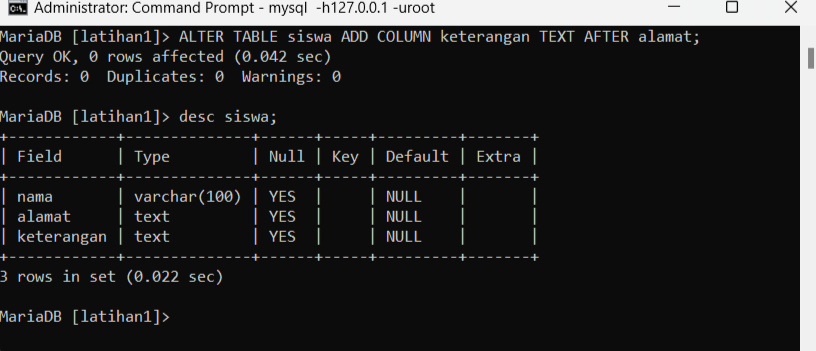 Administrator: Command Prompt - mysql -h127.0.0.1 -uroot
MariaDB [latihan1]> ALTER TABLE siswa ADD COLUMN keterangan TEXT AFTER alamat;
Query OK, 0 rows affected (0.042 sec)
Records: 0  Duplicates: 0  Warnings: 0
MariaDB [latihan1]> desc siswa;
+------------+--------------+------+-----+---------+-------+
| Field      | Type         | Null | Key | Default | Extra |
+------------+--------------+------+-----+---------+-------+
| nama       | varchar(100) | YES  |     | NULL    |       |
| alamat     | text         | YES  |     | NULL    |       |
| keterangan | text         | YES  |     | NULL    |       |
+------------+--------------+------+-----+---------+-------+
3 rows in set (0.022 sec)
MariaDB [latihan1]>